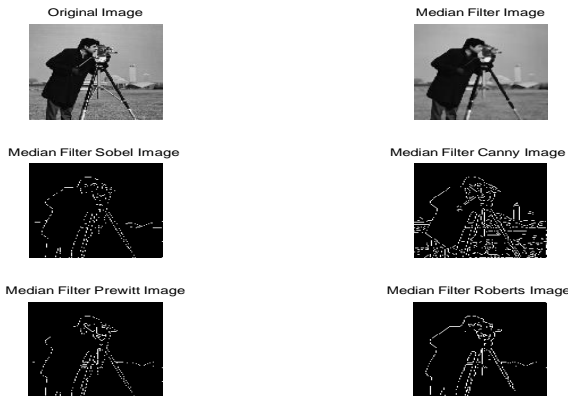 Original Image
Median Filter Image
Median Filter Sobel Image
Median Filter Canny Image
Median Filter Prewitt Image
Median Filter Roberts Image